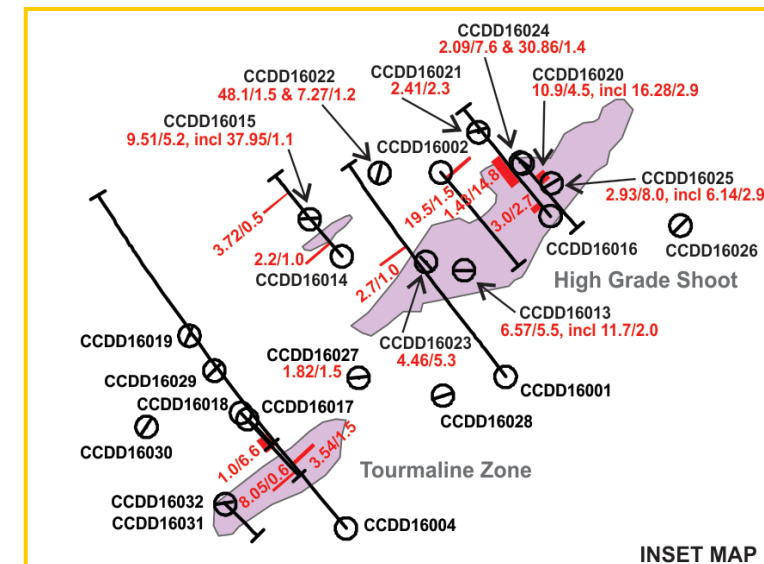 CCDD16024
2.09/7.6 & 30.86/1.4
CCDD16021
2.41/2.3
CCDD16020
10.9/4.5, incl 16.28/2.9
CCDD16022
48.1/1.5 & 7.27/1.2
CCDD16015
9.51/5.2, incl 37.95/1.1
CCDD16002
CCDD16025
2.93/8.0, incl 6.14/2.9
19.5/1.5
1.43/14.8
3.0/2.7
3.72/0.5
2.2/1.0
CCDD16014
2.7/1.0
CCDD16016
CCDD16026
High Grade Shoot
CCDD16013
6.57/5.5, incl 11.7/2.0
CCDD16023
4.46/5.3
CCDD16019
CCDD16027
1.82/1.5
CCDD16029
CCDD16001
CCDD16018
CCDD16017
CCDD16028
CCDD16030
1.0/6.6
8.05/0.6
3.54/1.5
Tourmaline Zone
CCDD16032
CCDD16031
CCDD16004
INSET MAP